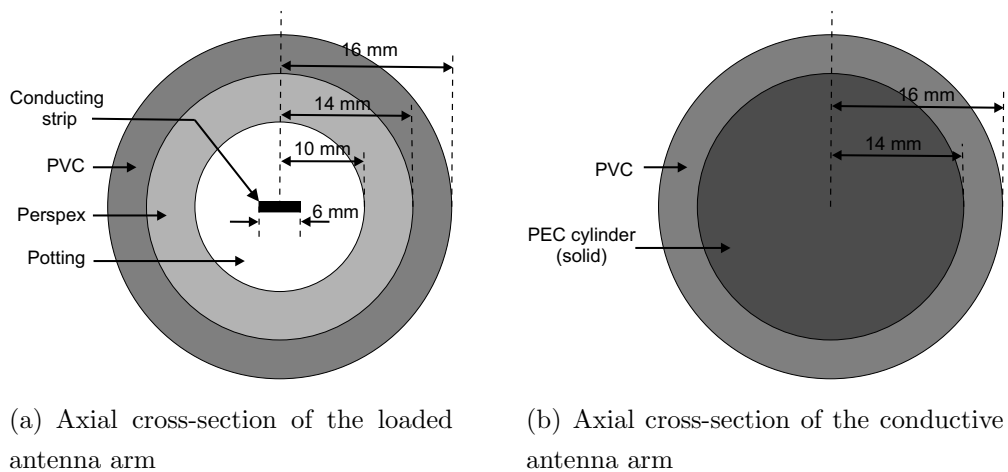 16 mm
Conducting
strip
14 mm
PVC
10 mm
Perspex
6 mm
Potting
16 mm
14 mm
PVC
PEC cylinder
(solid)
(a) Axial cross-section of the loaded
antenna arm
(b) Axial cross-section of the conductive
antenna arm